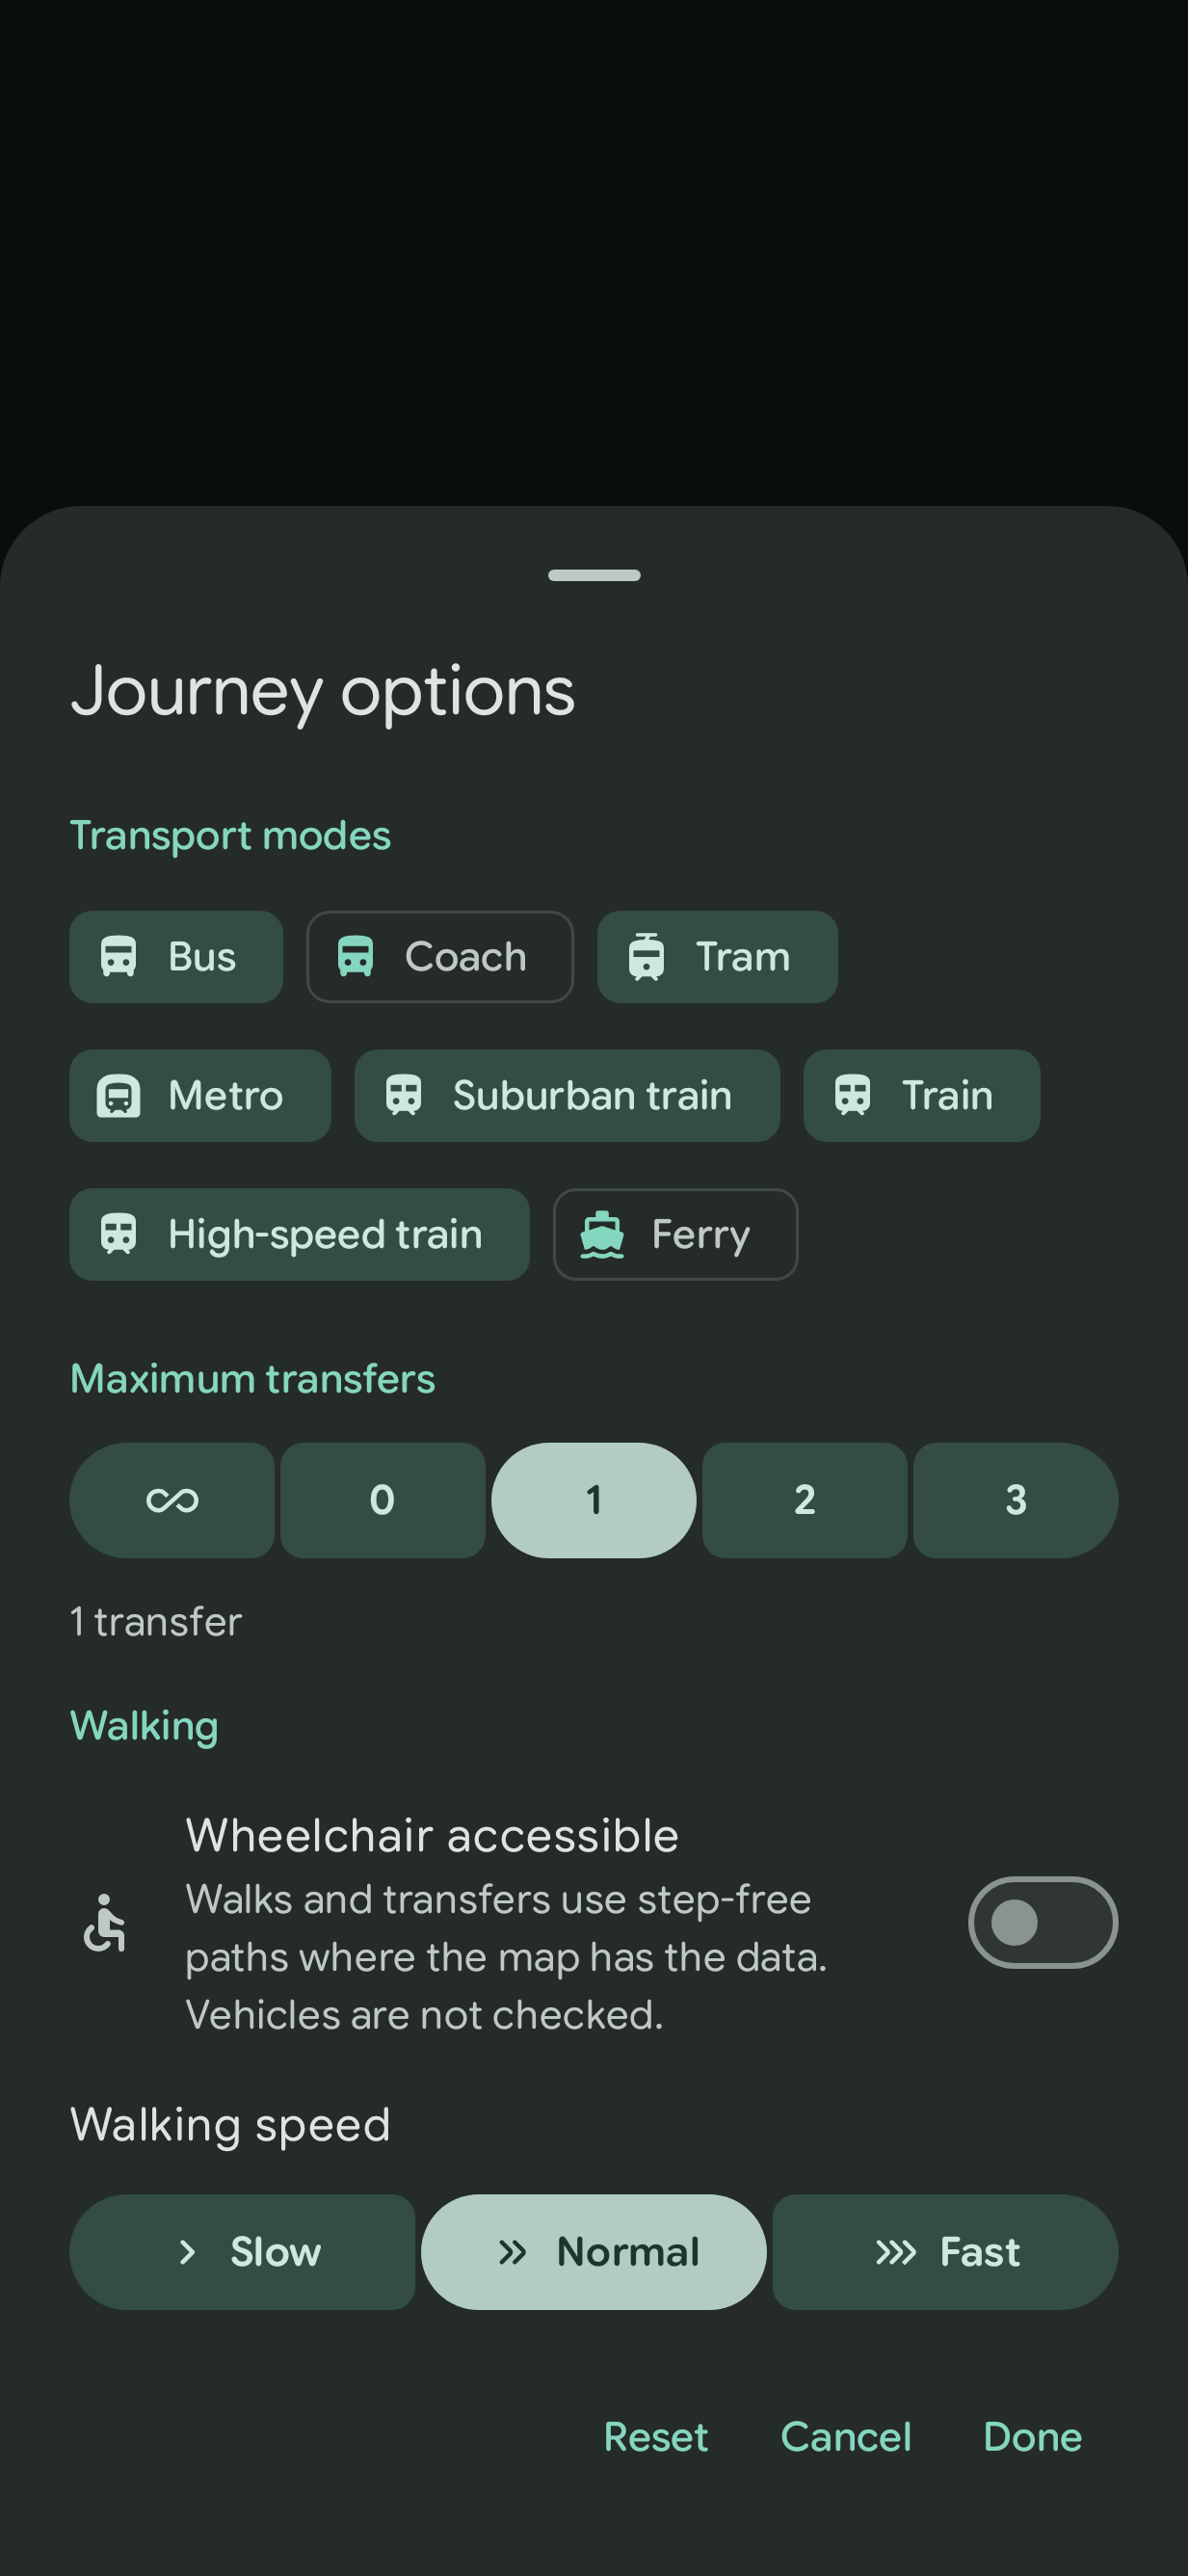 Journey options
Transport modes
Bus
Coach
Tram
Metro
Suburban train
Train
High-speed train
Ferry
Maximum transfers
∞
0
1
2
3
1 transfer
Walking
Wheelchair accessible
Walks and transfers use step-free
paths where the map has the data.
Vehicles are not checked.
Walking speed
Slow
Normal
Fast
Reset
Cancel
Done